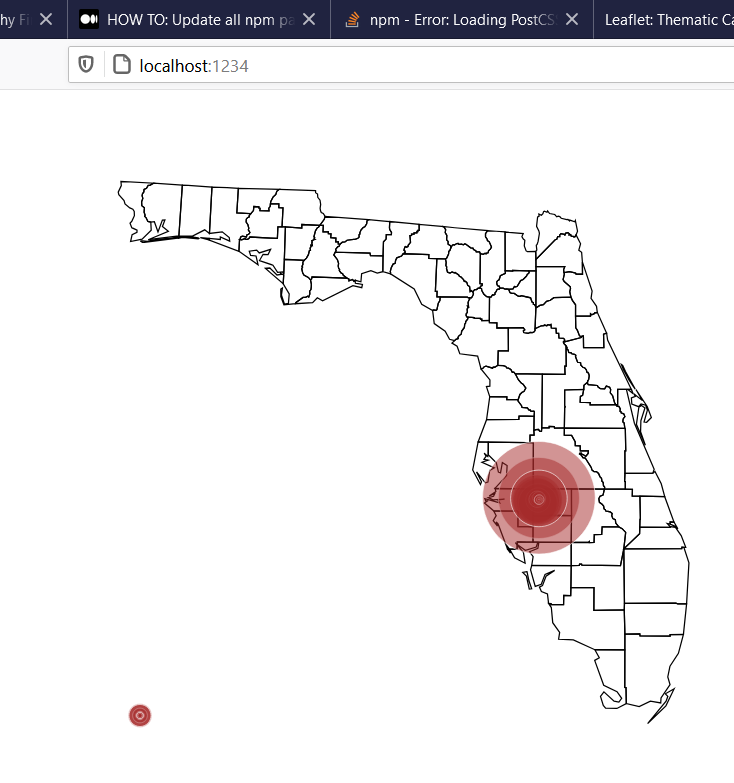 hy Fi
HOW TO: Update all npm pa
npm - Error: Loading PostCS
Leaflet: Thematic Ca
localhost:1234